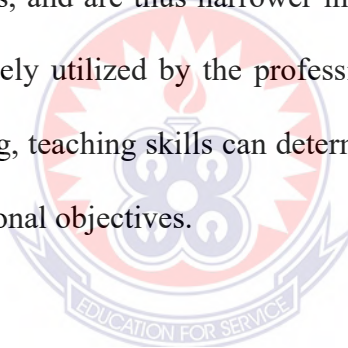 s, and are thus narrower in
ely utilized by the profess
g, teaching skills can determ
onal objectives.
EDUCATION FOR SERVICE